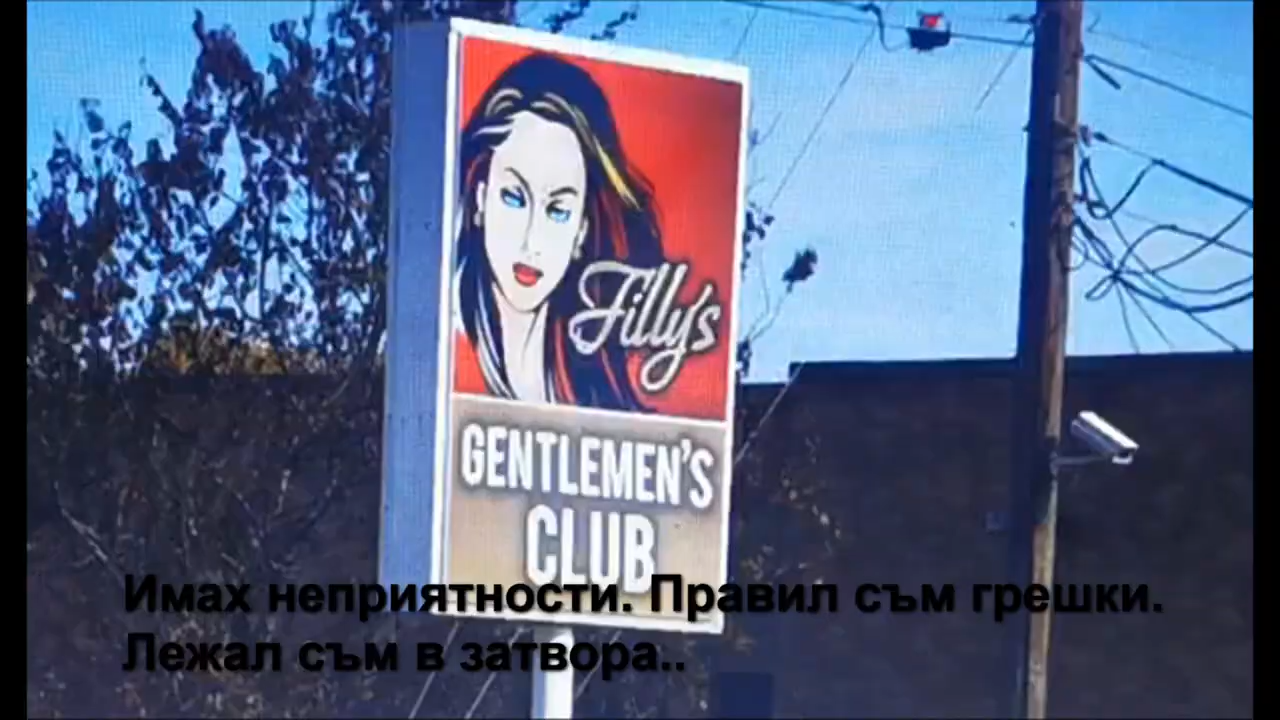 Filly's
GENTLEMEN'S
CLUB
Имах неприятности. Правил съм грешки.
Лежал съм в затвора..